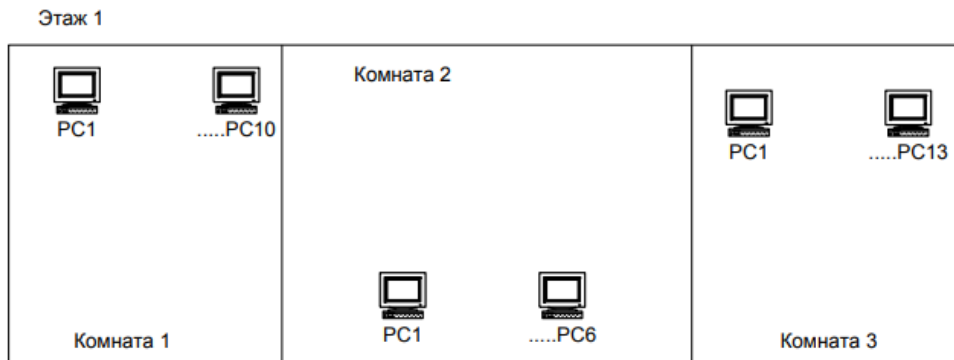 Этаж 1
Комната 2
PC1
.....PC10
PC1
.....PC13
PC1
.....PC6
Комната 1
Комната 3